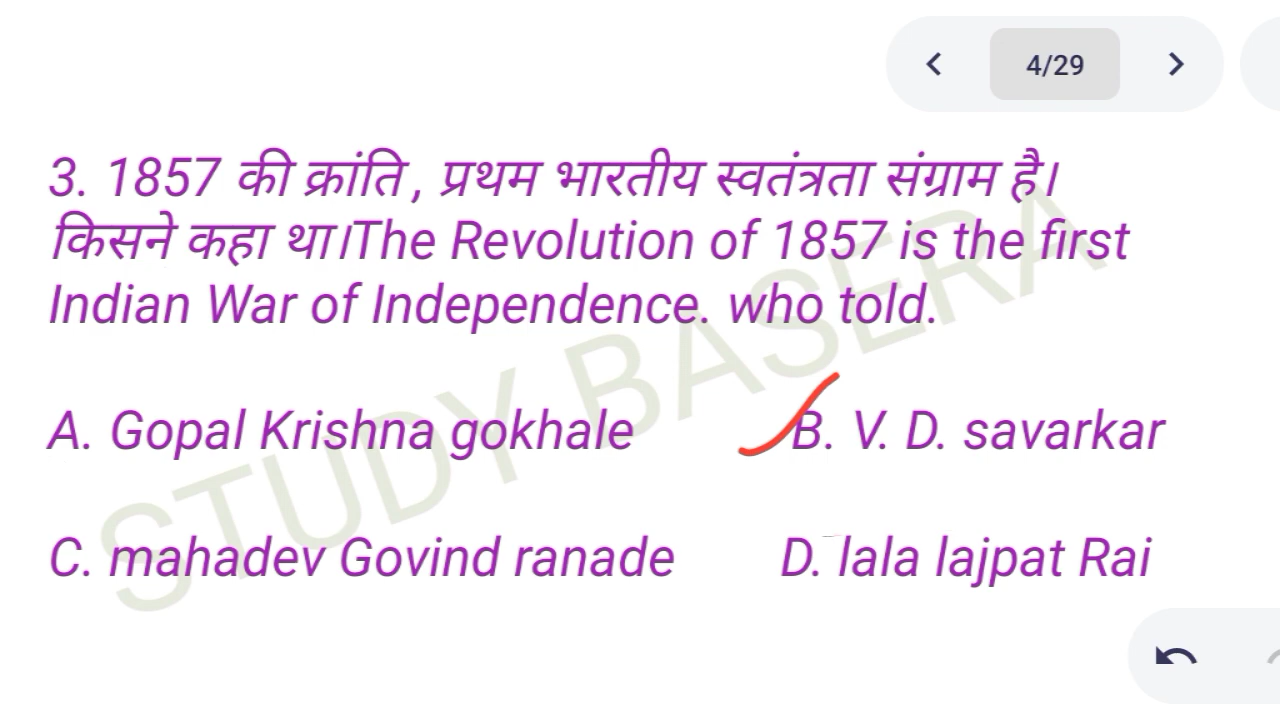 4/29
3. 1857 की क्रांति , प्रथम भारतीय स्वतंत्रता संग्राम है।
किसने कहा था।The Revolution of 1857 is the first
Indian War of Independence. who told.
A. Gopal Krishna gokhale B. V. D. savarkar
C. mahadev Govind ranade D. lala lajpat Rai
STUDY BASERA